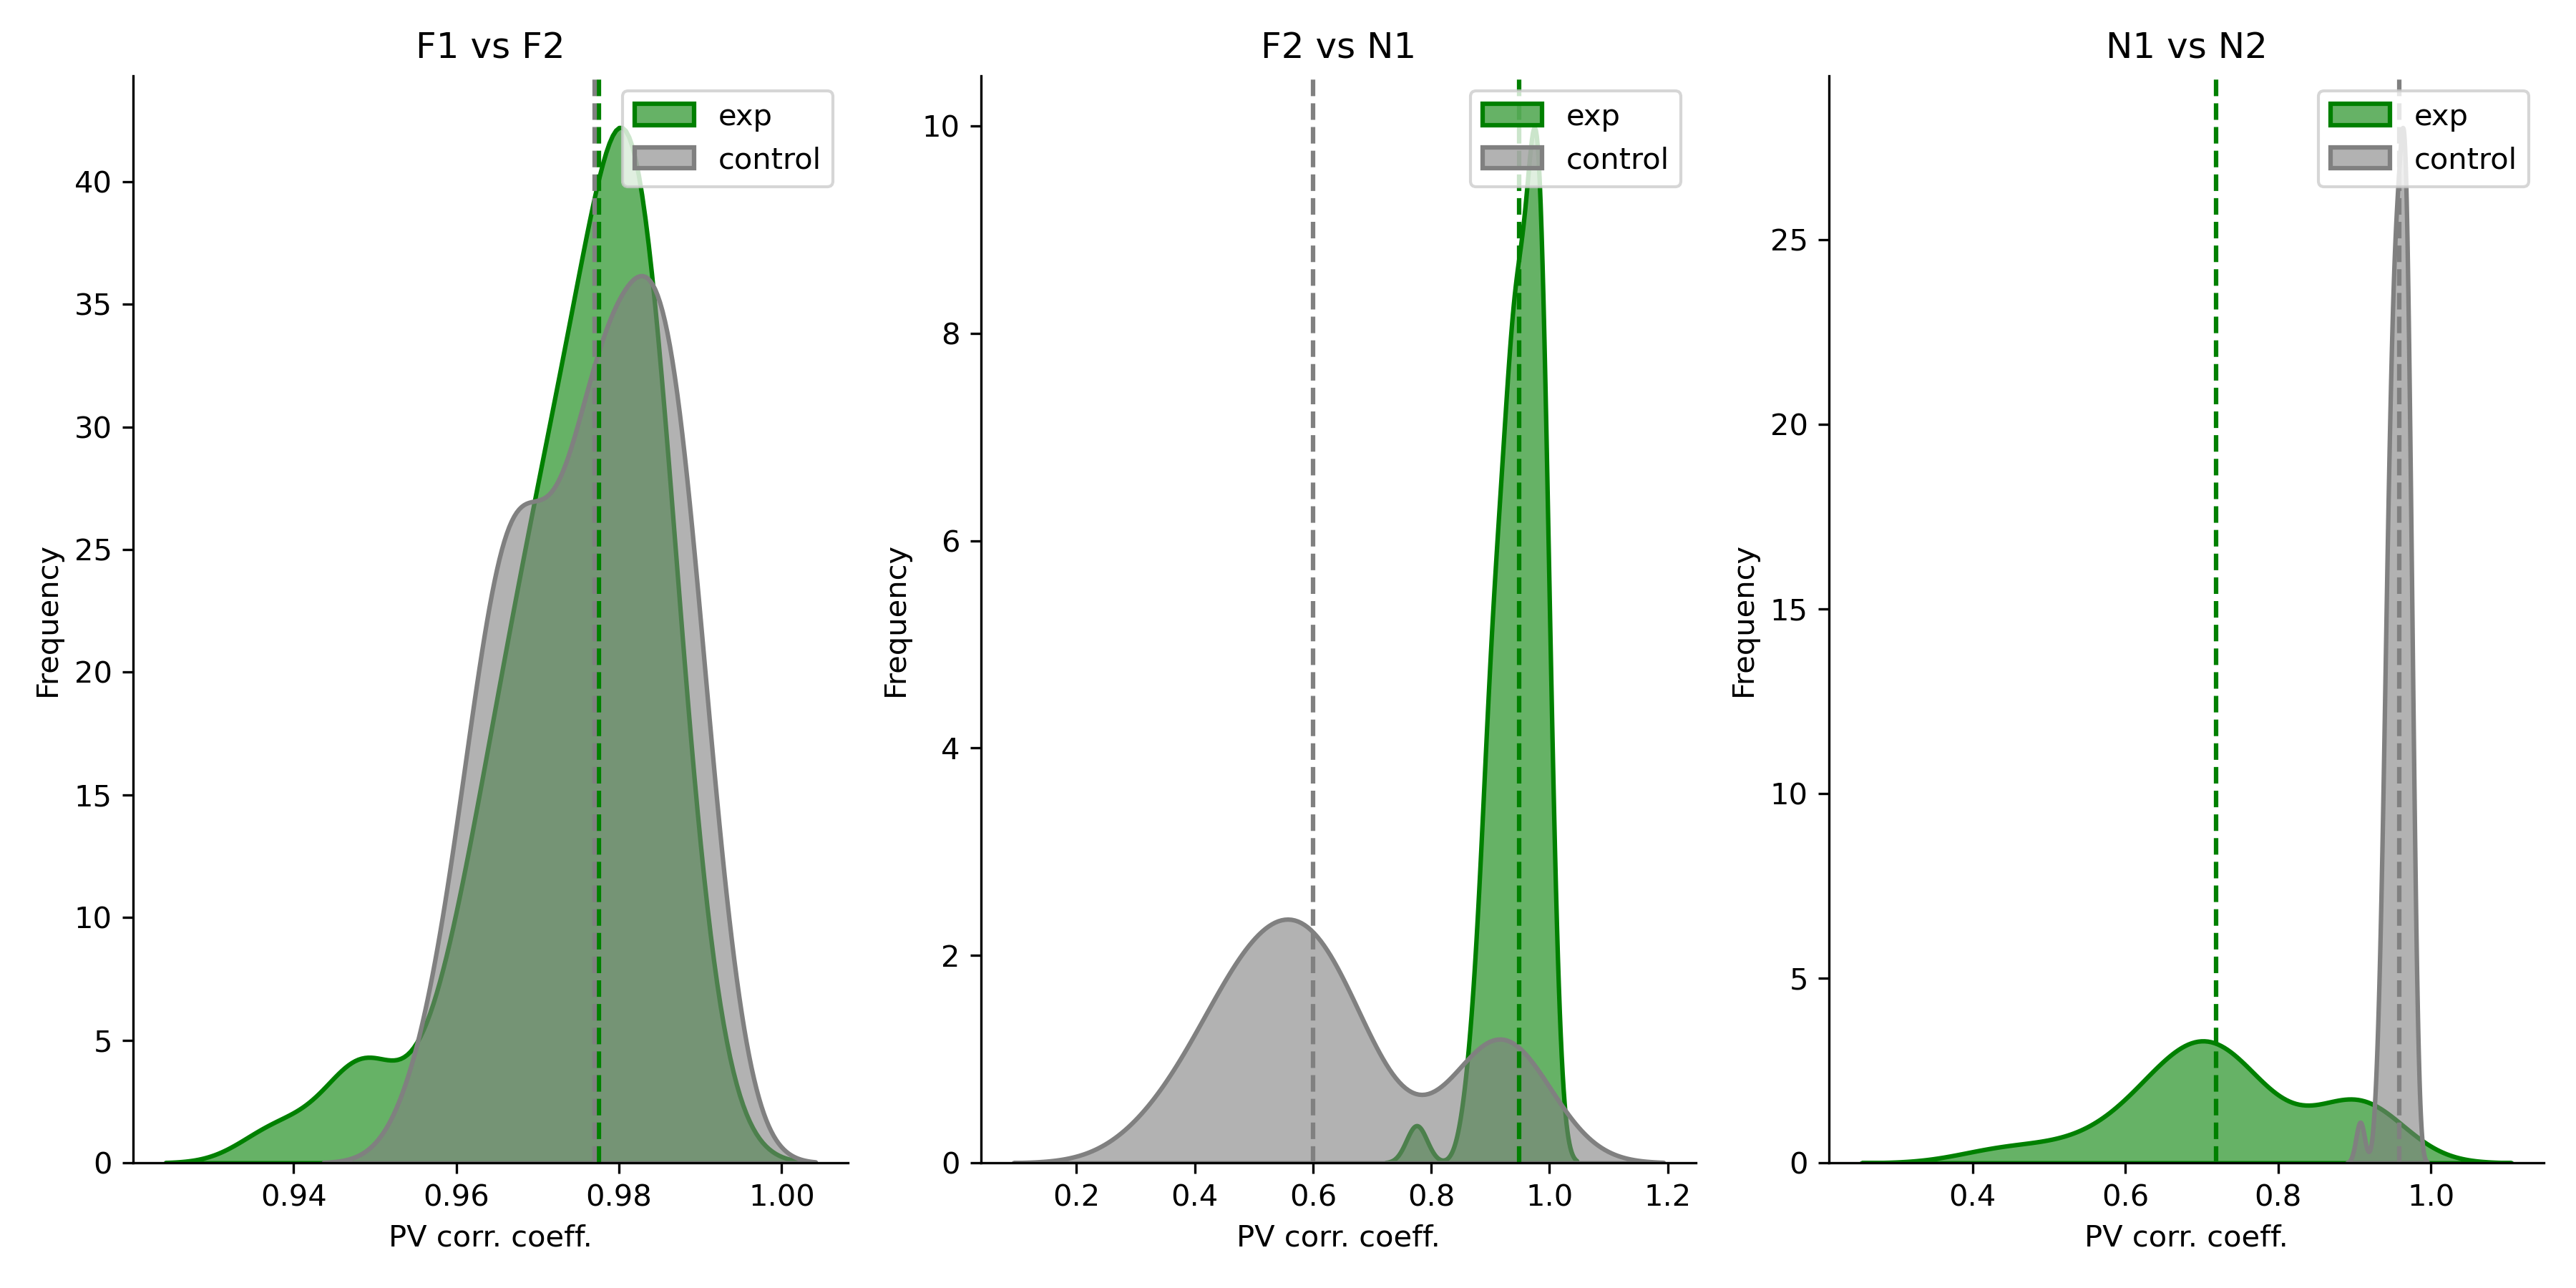 F1 vs F2
exp
control
Frequency
40
35
30
25
20
15
10
5
0
0.94 0.96 0.98 1.00
PV corr. coeff.
F2 vs N1
exp
control
Frequency
10
8
6
4
2
0
0.2 0.4 0.6 0.8 1.0 1.2
PV corr. coeff.
N1 vs N2
exp
control
Frequency
25
20
15
10
5
0
0.4 0.6 0.8 1.0
PV corr. coeff.